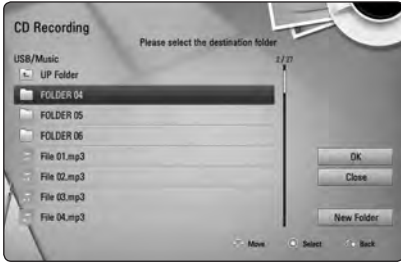 CD Recording
Please select the destination folder
USB/Music
2/21
UP Folder
FOLDER 04
FOLDER 05
FOLDER 06
File 01.mp3
OK
File 02.mp3
Close
File 03.mp3
File 04.mp3
New Folder
Move
Select
Back